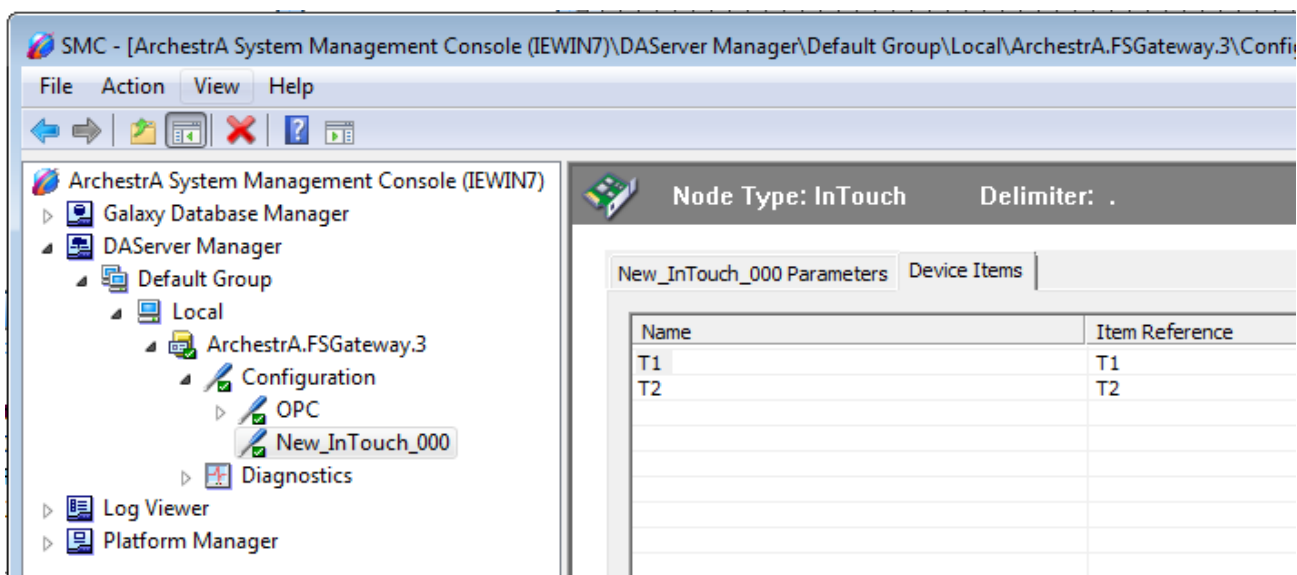 SMC - [ArchestrA System Management Console (IEWIN7)\DAServer Manager\Default Group\Local\ArchestrA.FSGateway.3\Confi
File Action View Help
ArchestrA System Management Console (IEWIN7)
Galaxy Database Manager
DAServer Manager
Default Group
Local
ArchestrA.FSGateway.3
Configuration
OPC
New_InTouch_000
Diagnostics
Log Viewer
Platform Manager
Node Type: InTouch Delimiter: .
New_InTouch_000 Parameters Device Items
Name Item Reference
T1 T1
T2 T2